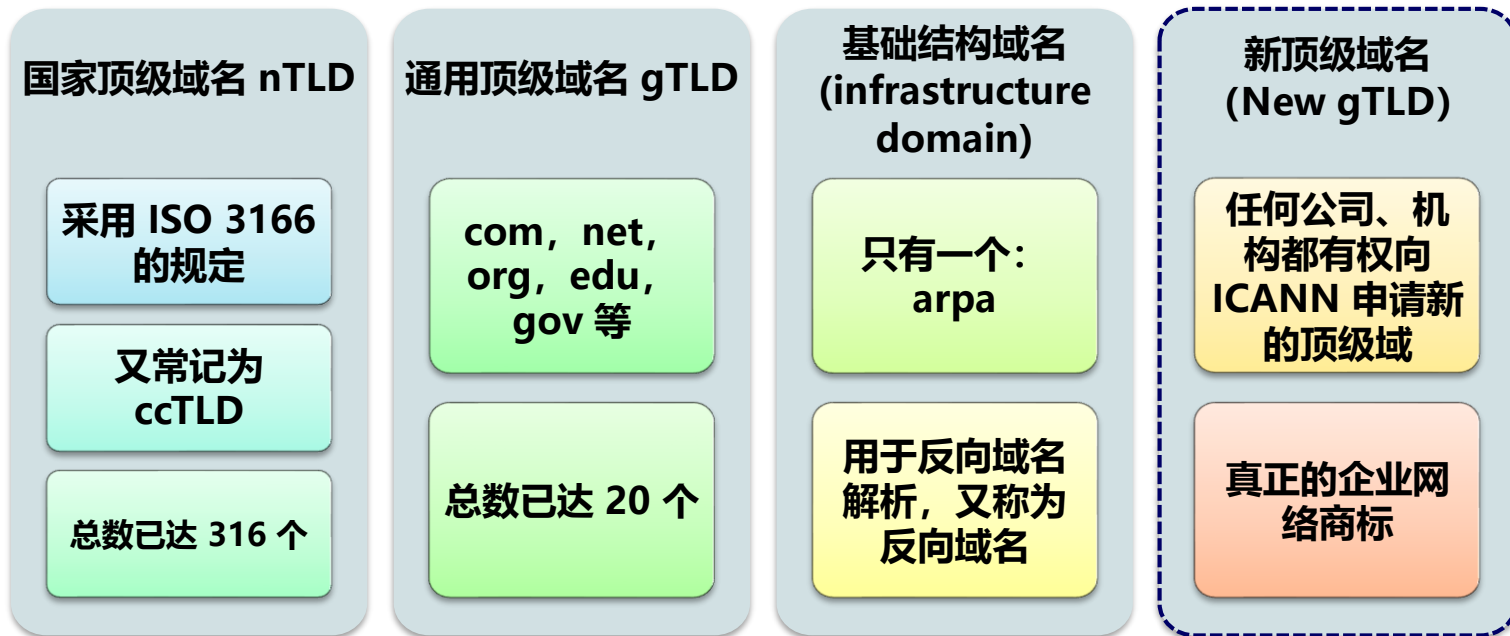 国家顶级域名 nTLD
采用 ISO 3166
的规定
又常记为
ccTLD
总数已达 316 个
通用顶级域名 gTLD
com，net，
org，edu，
gov 等
总数已达 20 个
基础结构域名
(infrastructure
domain)
只有一个：
arpa
用于反向域名
解析，又称为
反向域名
新顶级域名
(New gTLD)
任何公司、机
构都有权向
ICANN 申请新
的顶级域
真正的企业网
络商标